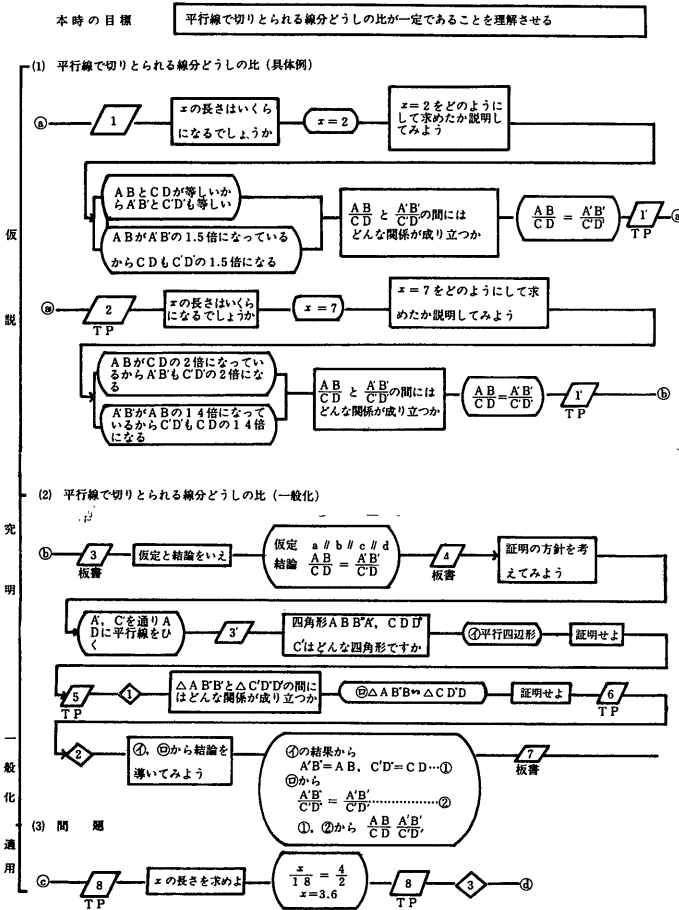 本時の目標
平行線で切りとられる線分どうしの比が一定であることを理解させる
(1) 平行線で切りとられる線分どうしの比(具体例)
ⓐ
1
xの長さはいくら
になるでしょうか
x=2
x=2をどのように
して求めたか説明し
てみよう
ABとCDが等しいか
らA'B'とC'D'も等しい
ABがA'B'の1.5倍になっている
からCDもC'D'の1.5倍になる
AB/CD と A'B'/C'D'の間には
どんな関係が成り立つか
AB/CD = A'B'/C'D'
1'
TP
ⓐ
仮
説
ⓐ
2
TP
xの長さはいくら
になるでしょうか
x=7
x=7をどのようにして求
めたか説明してみよう
ABがCDの2倍になってい
るからA'B'もC'D'の2倍にな
る
A'B'がABの14倍になって
いるからC'D'もCDの14倍
になる
AB/CD と A'B'/C'D'の間には
どんな関係が成り立つか
AB/CD=A'B'/C'D'
1'
TP
ⓑ
(2) 平行線で切りとられる線分どうしの比(一般化)
究
明
ⓑ
3
板書
仮定と結論をいえ
仮定 a∥b∥c∥d
結論 AB/CD = A'B'/C'D
4
板書
証明の方針を考
えてみよう
A', C'を通りA
Dに平行線をひ
く
3'
四角形ABB"A', CDD"
C'はどんな四角形ですか
㋑平行四辺形
証明せよ
5
TP
1
△AB"B'と△C'D"D'の間に
はどんな関係が成り立つか
㋺△AB"B∽△CD"D
証明せよ
6
TP
一
般
化
2
㋑, ㋺から結論を
導いてみよう
㋑の結果から
A'B"=AB, C'D"=CD…①
㋺から
A'B"/C'D" = A'B'/C'D'……………②
①, ②から AB/CD A'B'/C'D'
7
板書
(3) 問題
適
用
ⓒ
8
TP
xの長さを求めよ
x/18 = 4/2
x=3.6
8
TP
3
ⓓ